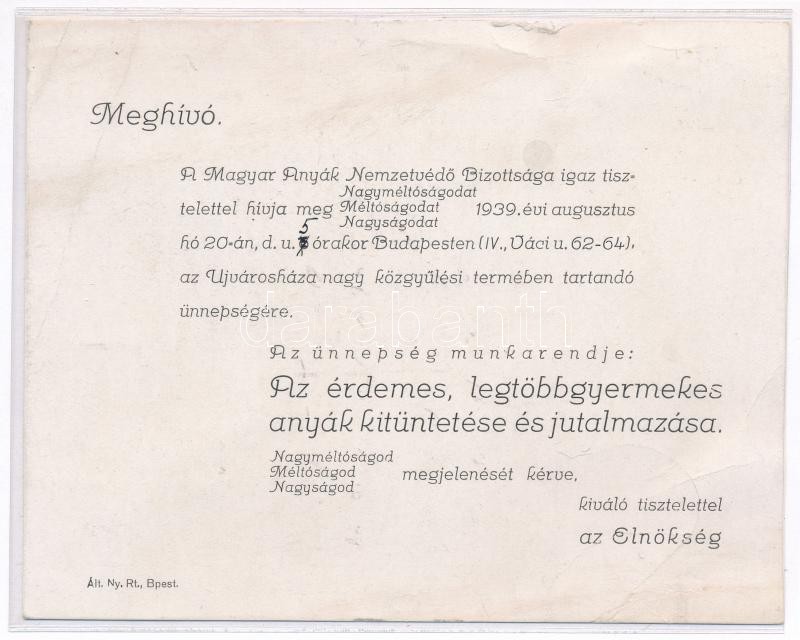 Meghívó.
A Magyar Anyák Nemzetvédő Bizottsága igaz tisz-
Nagyméltóságodat
telettel hívja meg Méltóságodat 1939. évi augusztus
Nagyságodat
5
hó 20-án, d. u. órakor Budapesten (IV., Váci u. 62-64),
az Ujvárosháza nagy közgyűlési termében tartandó
ünnepségére.
darabanth
Az ünnepség munkarendje:
Az érdemes, legtöbbgyermekes
anyák kitüntetése és jutalmazása.
Nagyméltóságod
Méltóságod megjelenését kérve,
Nagyságod
kiváló tisztelettel
az Elnökség
Ált. Ny. Rt., Bpest.